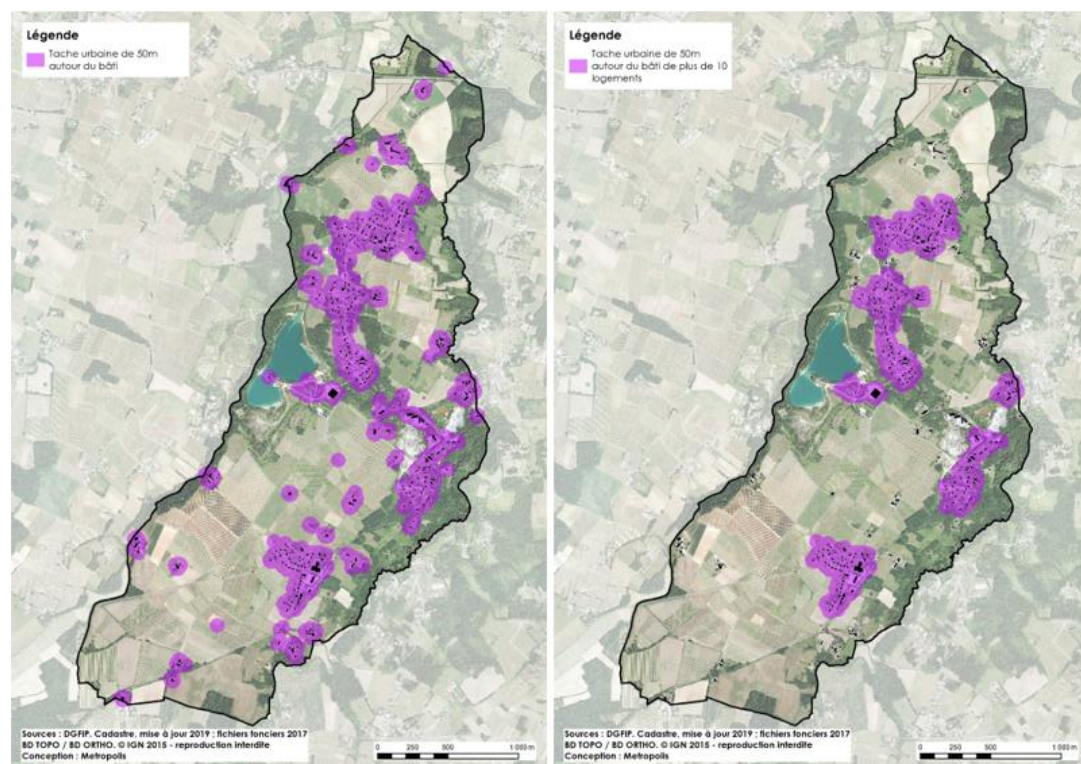 Légende
Tache urbaine de 50m
autour du bâti
Sources : DGFIP. Cadastre, mise à jour 2019 ; fichiers fonciers 2017
BD TOPO / BD ORTHO. © IGN 2015 - reproduction interdite
Conception : Metropolis
0 250 500 1 000 m
Légende
Tache urbaine de 50m
autour du bâti de plus de 10
logements
Sources : DGFIP. Cadastre, mise à jour 2019 ; fichiers fonciers 2017
BD TOPO / BD ORTHO. © IGN 2015 - reproduction interdite
Conception : Metropolis
0 250 500 1 000 m